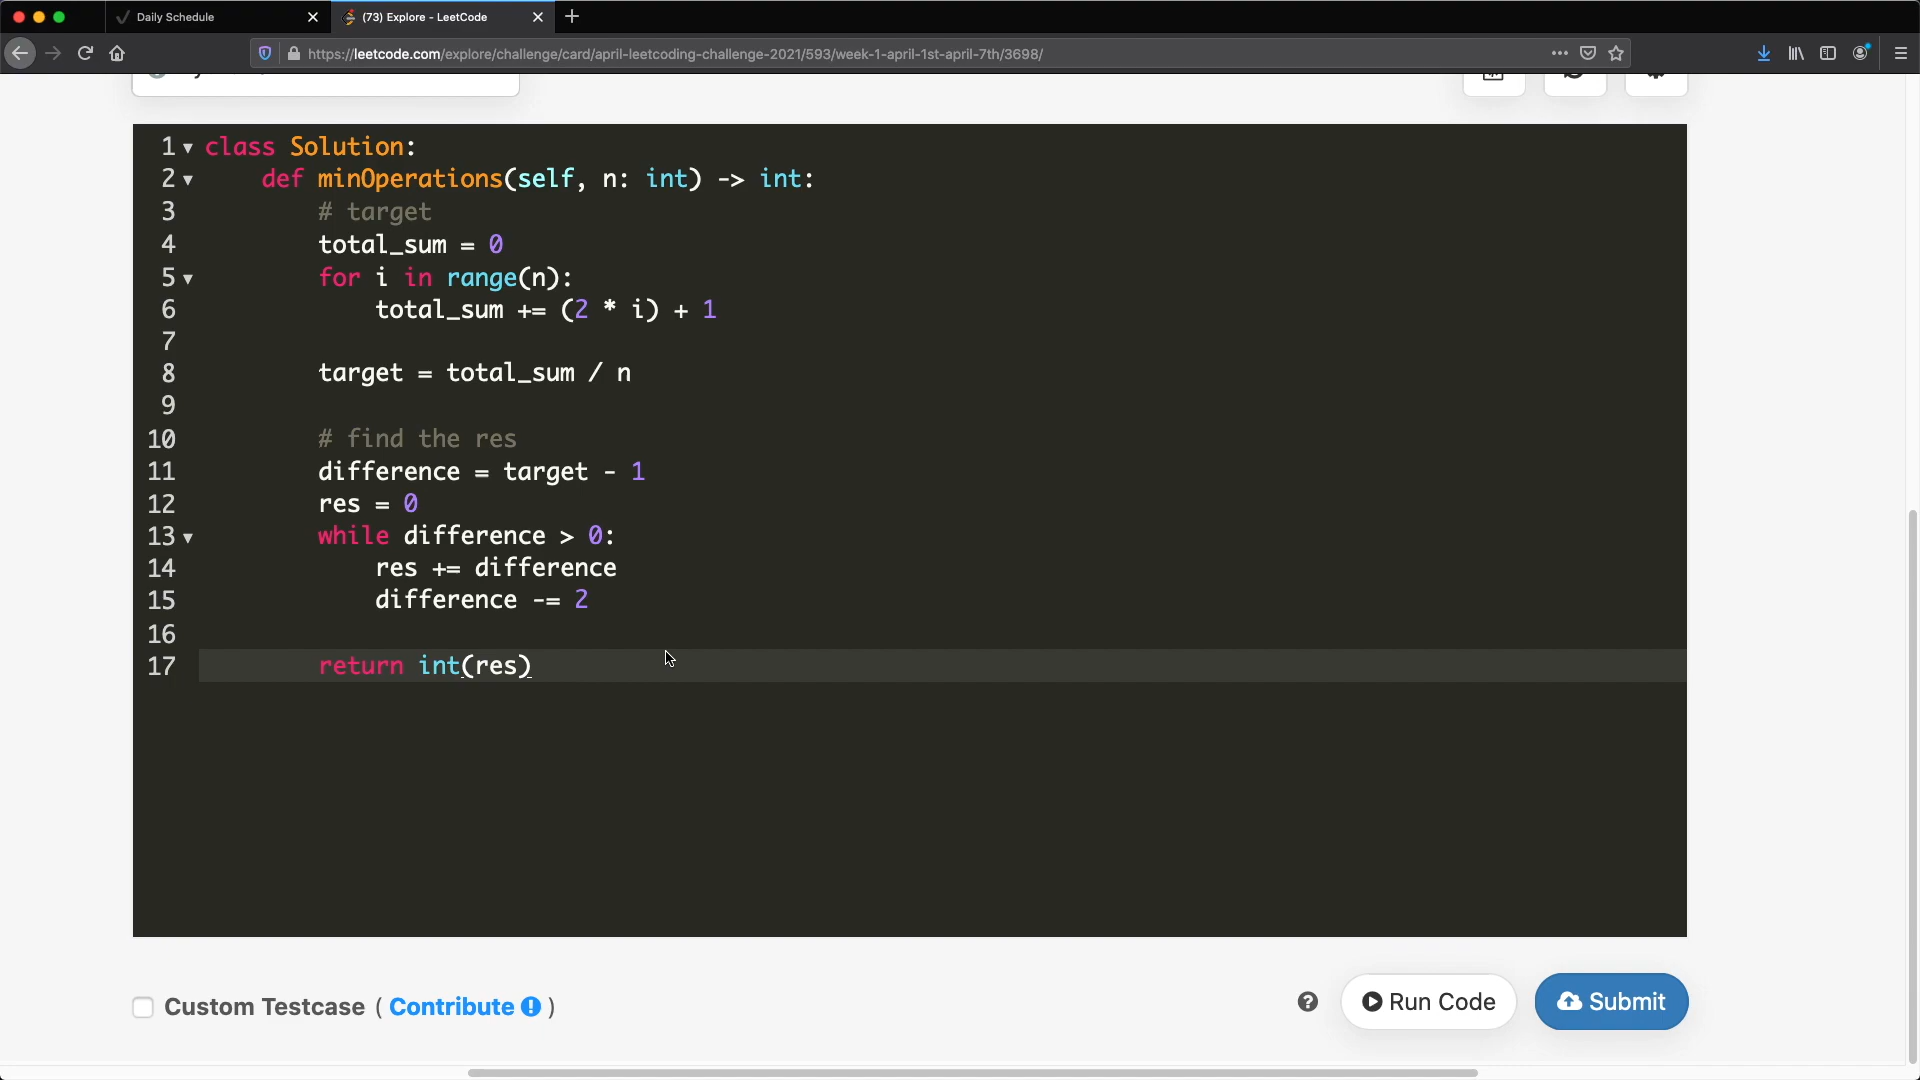 Daily Schedule
(73) Explore - LeetCode
https://leetcode.com/explore/challenge/card/april-leetcoding-challenge-2021/593/week-1-april-1st-april-7th/3698/
1 class Solution:
2 def minOperations(self, n: int) -> int:
3 # target
4 total_sum = 0
5 for i in range(n):
6 total_sum += (2 * i) + 1
7
8 target = total_sum / n
9
10 # find the res
11 difference = target - 1
12 res = 0
13 while difference > 0:
14 res += difference
15 difference -= 2
16
17 return int(res)
Custom Testcase ( Contribute )
Run Code
Submit